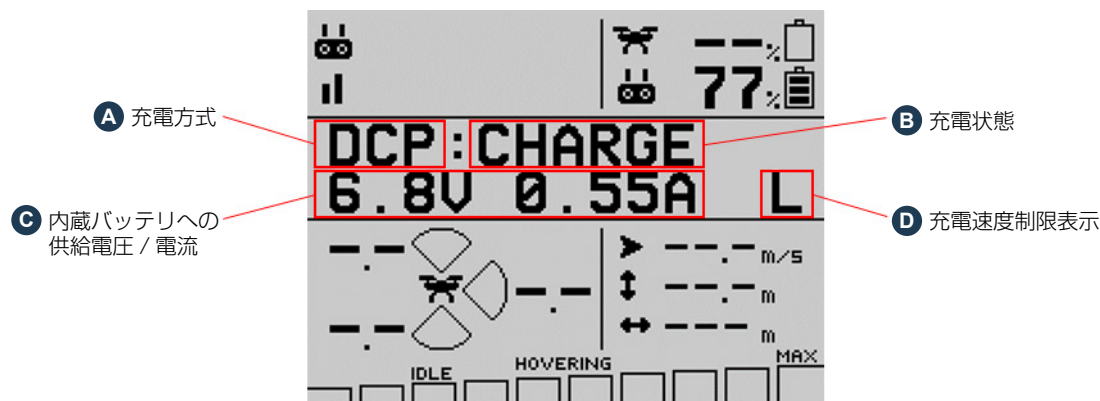 --%
77%
A 充電方式
B 充電状態
DCP:CHARGE
6.8V 0.55A L
C 内蔵バッテリへの
供給電圧 / 電流
D 充電速度制限表示
--.- --.- m/s
--.- --.- m
--.- --- m
IDLE HOVERING MAX